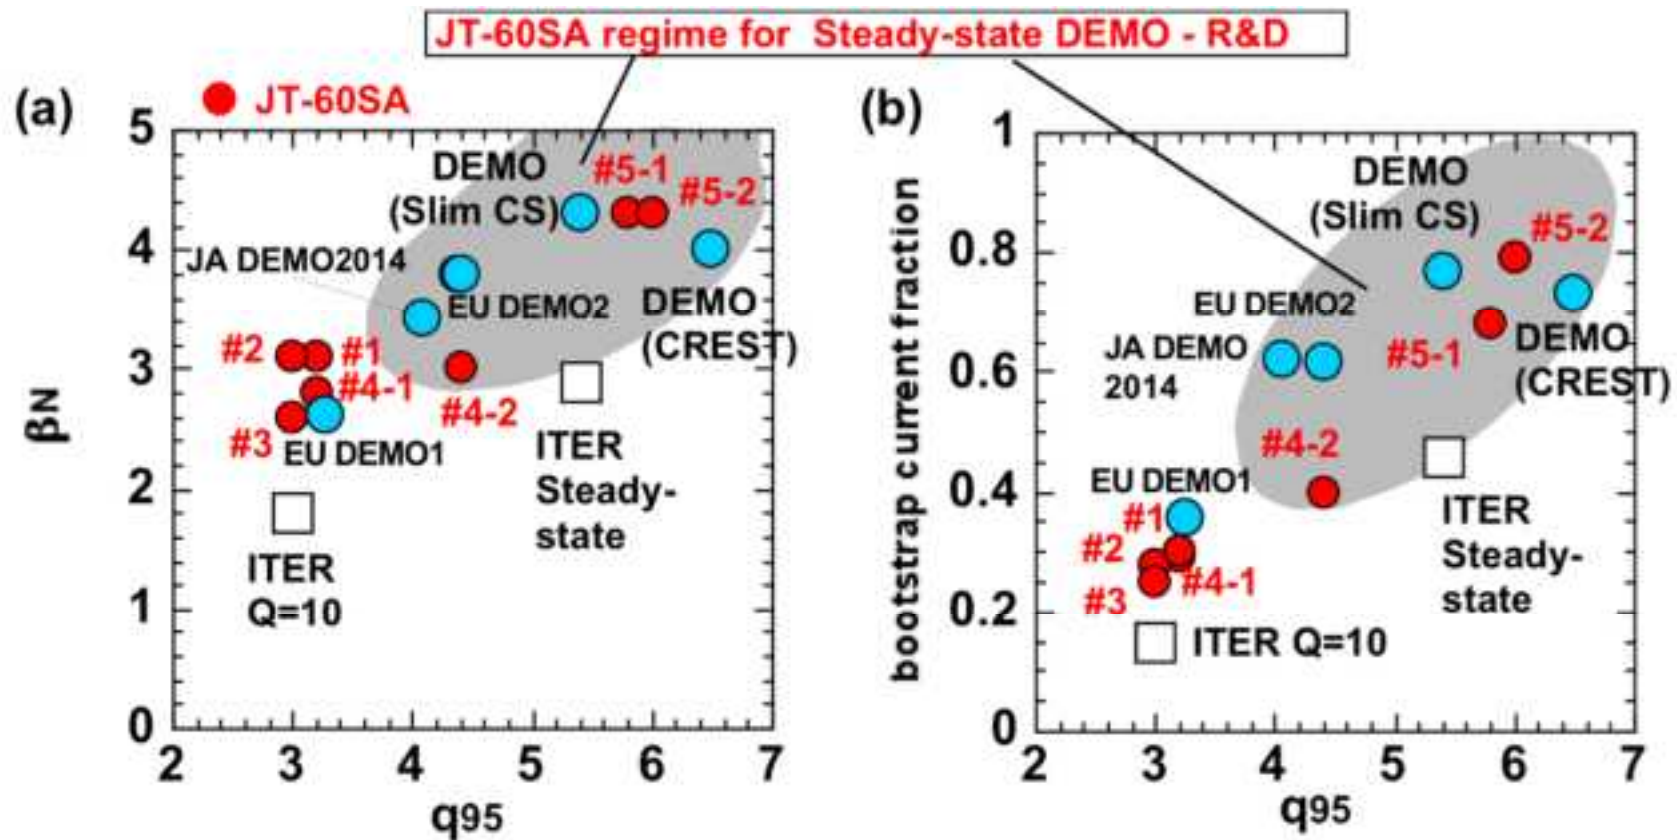 JT-60SA regime for Steady-state DEMO - R&D
(a)
JT-60SA
5
4
3
2
1
0
βN
2 3 4 5 6 7
q95
DEMO
(Slim CS)
#5-1
#5-2
JA DEMO2014
EU DEMO2
DEMO
(CREST)
#2
#1
#4-1
#4-2
#3
EU DEMO1
ITER
Steady-
state
ITER
Q=10
(b)
1
0.8
0.6
0.4
0.2
0
bootstrap current fraction
2 3 4 5 6 7
q95
DEMO
(Slim CS)
#5-2
EU DEMO2
JA DEMO
2014
#5-1
DEMO
(CREST)
#4-2
EU DEMO1
#1
#2
#4-1
#3
ITER
Steady-
state
ITER Q=10